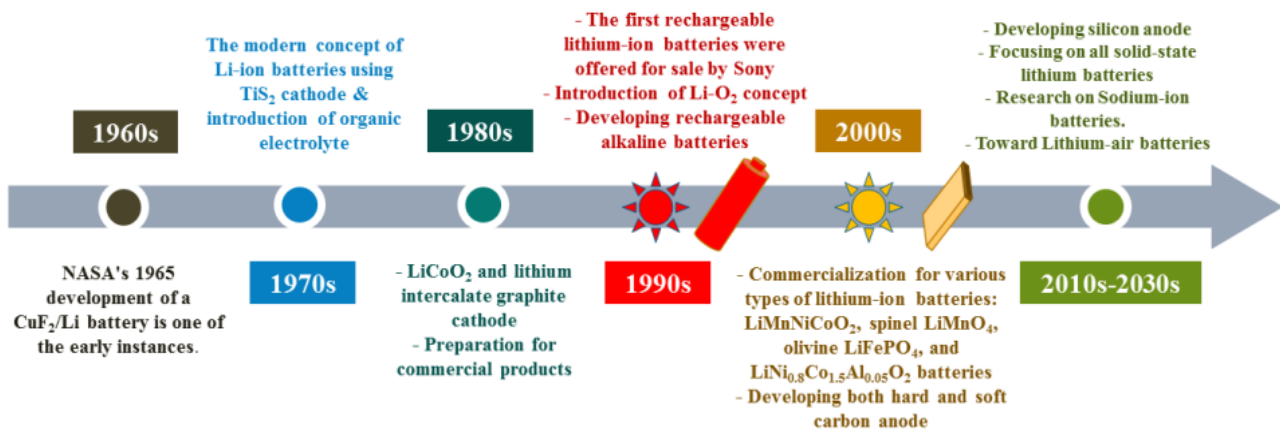 1960s
NASA's 1965
development of a
CuF₂/Li battery is one of
the early instances.
The modern concept of
Li-ion batteries using
TiS₂ cathode &
introduction of organic
electrolyte
1970s
1980s
- LiCoO₂ and lithium
intercalate graphite
cathode
- Preparation for
commercial products
- The first rechargeable
lithium-ion batteries were
offered for sale by Sony
- Introduction of Li-O₂ concept
- Developing rechargeable
alkaline batteries
1990s
2000s
- Commercialization for various
types of lithium-ion batteries:
LiMnNiCoO₂, spinel LiMnO₄,
olivine LiFePO₄, and
LiNi₀.₈Co₁.₅Al₀.₀₅O₂ batteries
- Developing both hard and soft
carbon anode
- Developing silicon anode
- Focusing on all solid-state
lithium batteries
- Research on Sodium-ion
batteries.
- Toward Lithium-air batteries
2010s-2030s